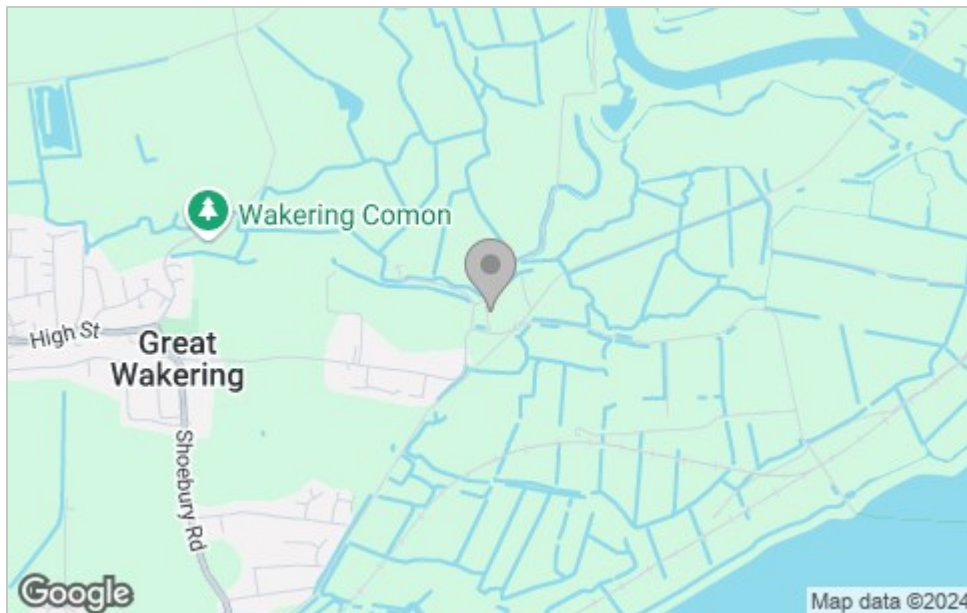 Wakering Comon
High St
Great
Wakering
Shoebury Rd
Google
Map data ©2024